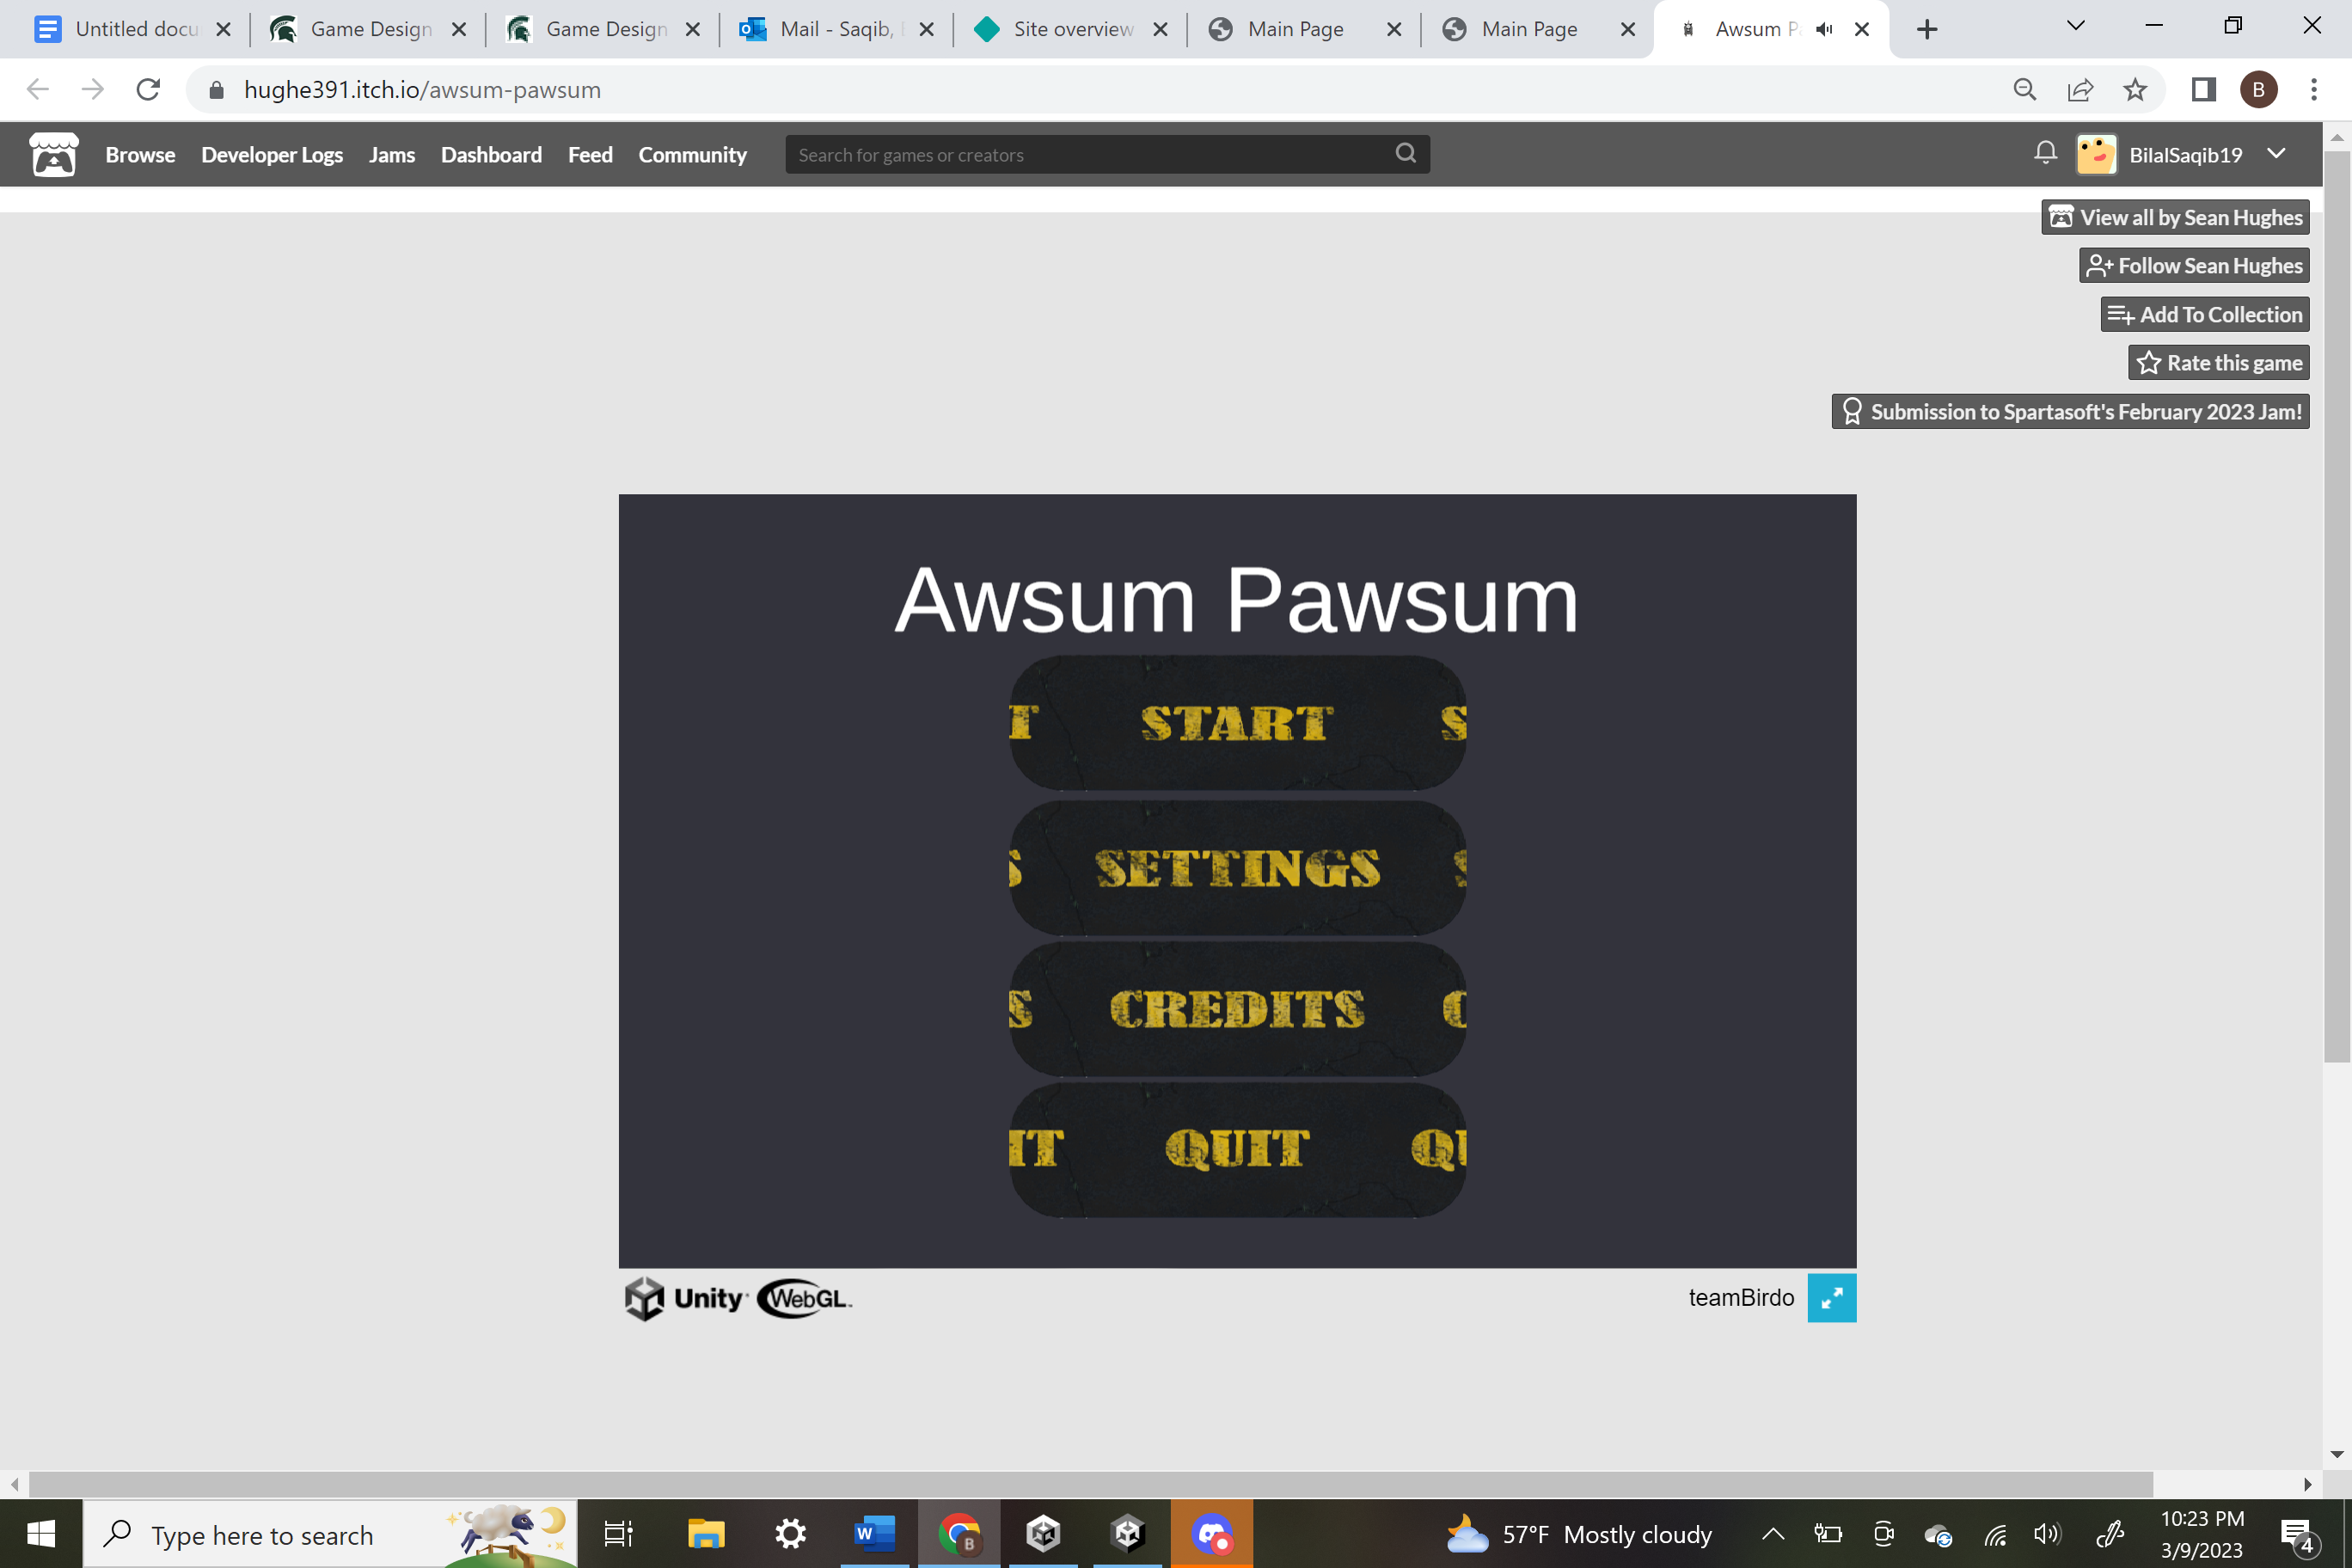 Untitled docu
Game Design
Game Design
Mail - Saqib,
Site overview
Main Page
Main Page
Awsum P
hughe391.itch.io/awsum-pawsum
B
Browse
Developer Logs
Jams
Dashboard
Feed
Community
Search for games or creators
BilalSaqib19
View all by Sean Hughes
Follow Sean Hughes
Add To Collection
Rate this game
Submission to Spartasoft's February 2023 Jam!
Awsum Pawsum
T START S
S SETTINGS S
S CREDITS C
IT QUIT QU
Unity WebGL
teamBirdo
Type here to search
W
B
57°F Mostly cloudy
10:23 PM
3/9/2023
4